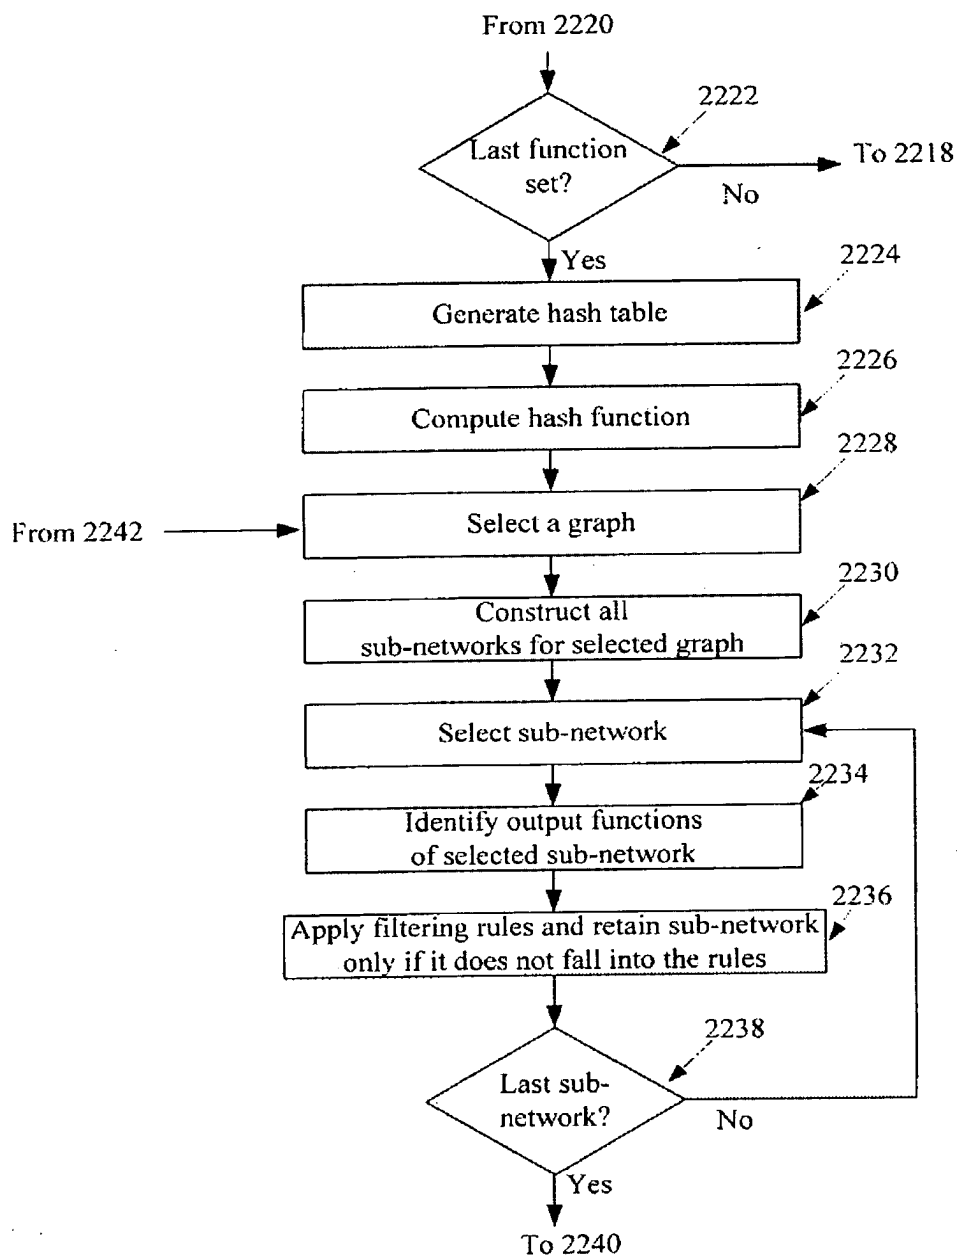 From 2220
2222
Last function
set?
To 2218
No
Yes
2224
Generate hash table
2226
Compute hash function
2228
Select a graph
From 2242
2230
Construct all
sub-networks for selected graph
2232
Select sub-network
2234
Identify output functions
of selected sub-network
2236
Apply filtering rules and retain sub-network
only if it does not fall into the rules
2238
Last sub-
network?
No
Yes
To 2240